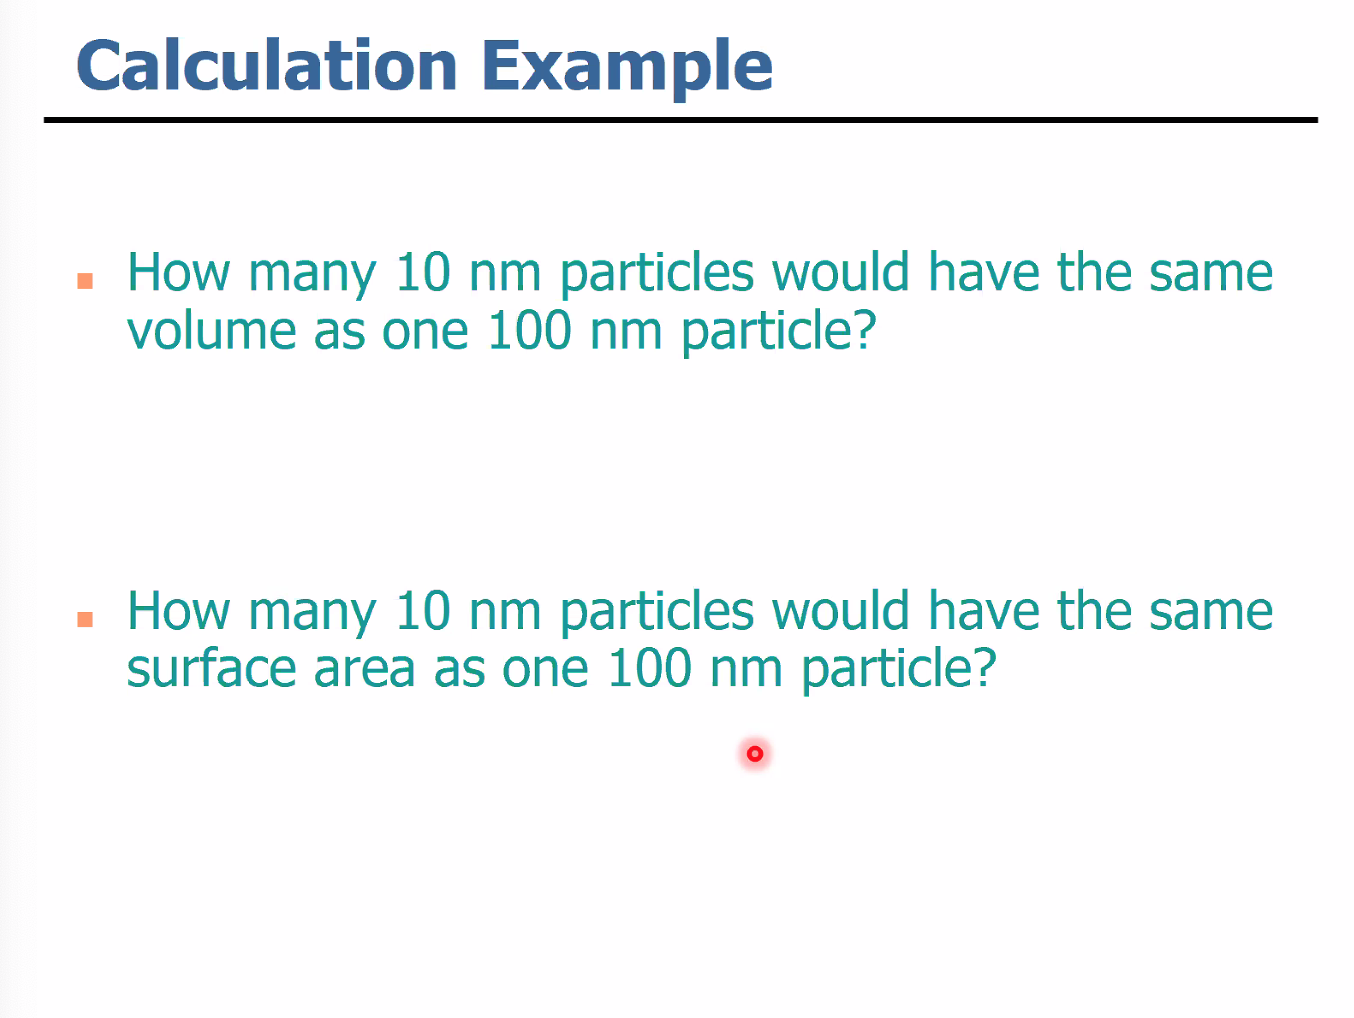 Calculation Example
How many 10 nm particles would have the same
volume as one 100 nm particle?
How many 10 nm particles would have the same
surface area as one 100 nm particle?